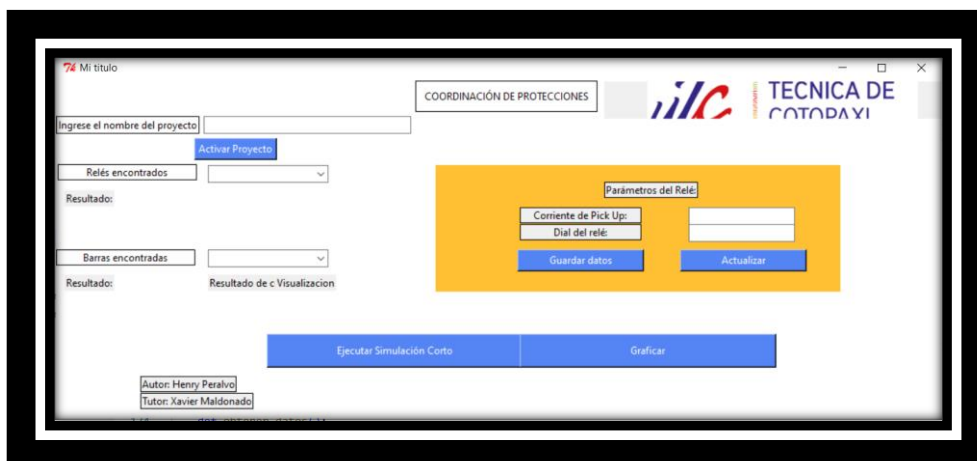 Mi título
COORDINACIÓN DE PROTECCIONES
TECNICA DE
COTOPAXI
Ingrese el nombre del proyecto
Activar Proyecto
Relés encontrados
Resultado:
Parámetros del Relé:
Corriente de Pick Up:
Dial del relé:
Guardar datos
Actualizar
Barras encontradas
Resultado:
Resultado de c Visualizacion
Ejecutar Simulación Corto
Graficar
Autor: Henry Peralvo
Tutor: Xavier Maldonado